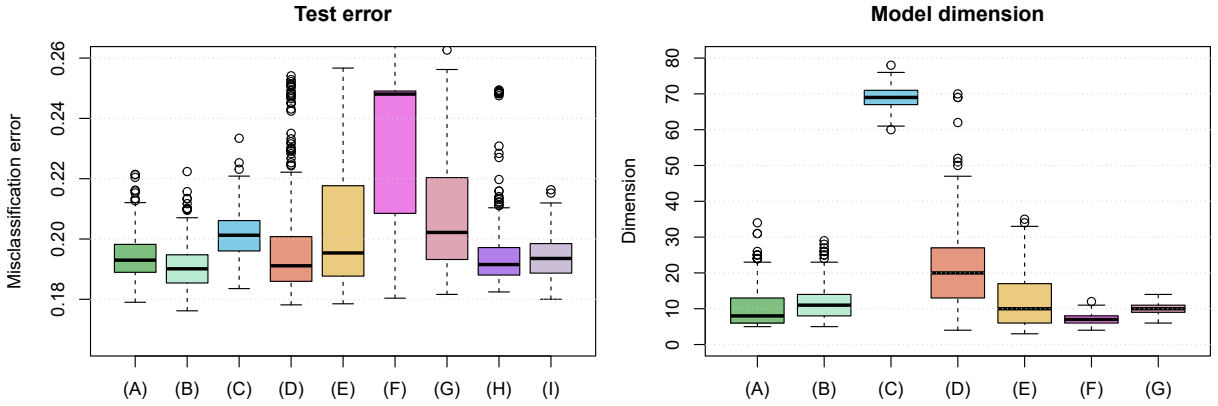 Test error
Misclassification error
0.26
0.24
0.22
0.20
0.18
(A) (B) (C) (D) (E) (F) (G) (H) (I)
Model dimension
Dimension
80
70
60
50
40
30
20
10
0
(A) (B) (C) (D) (E) (F) (G)